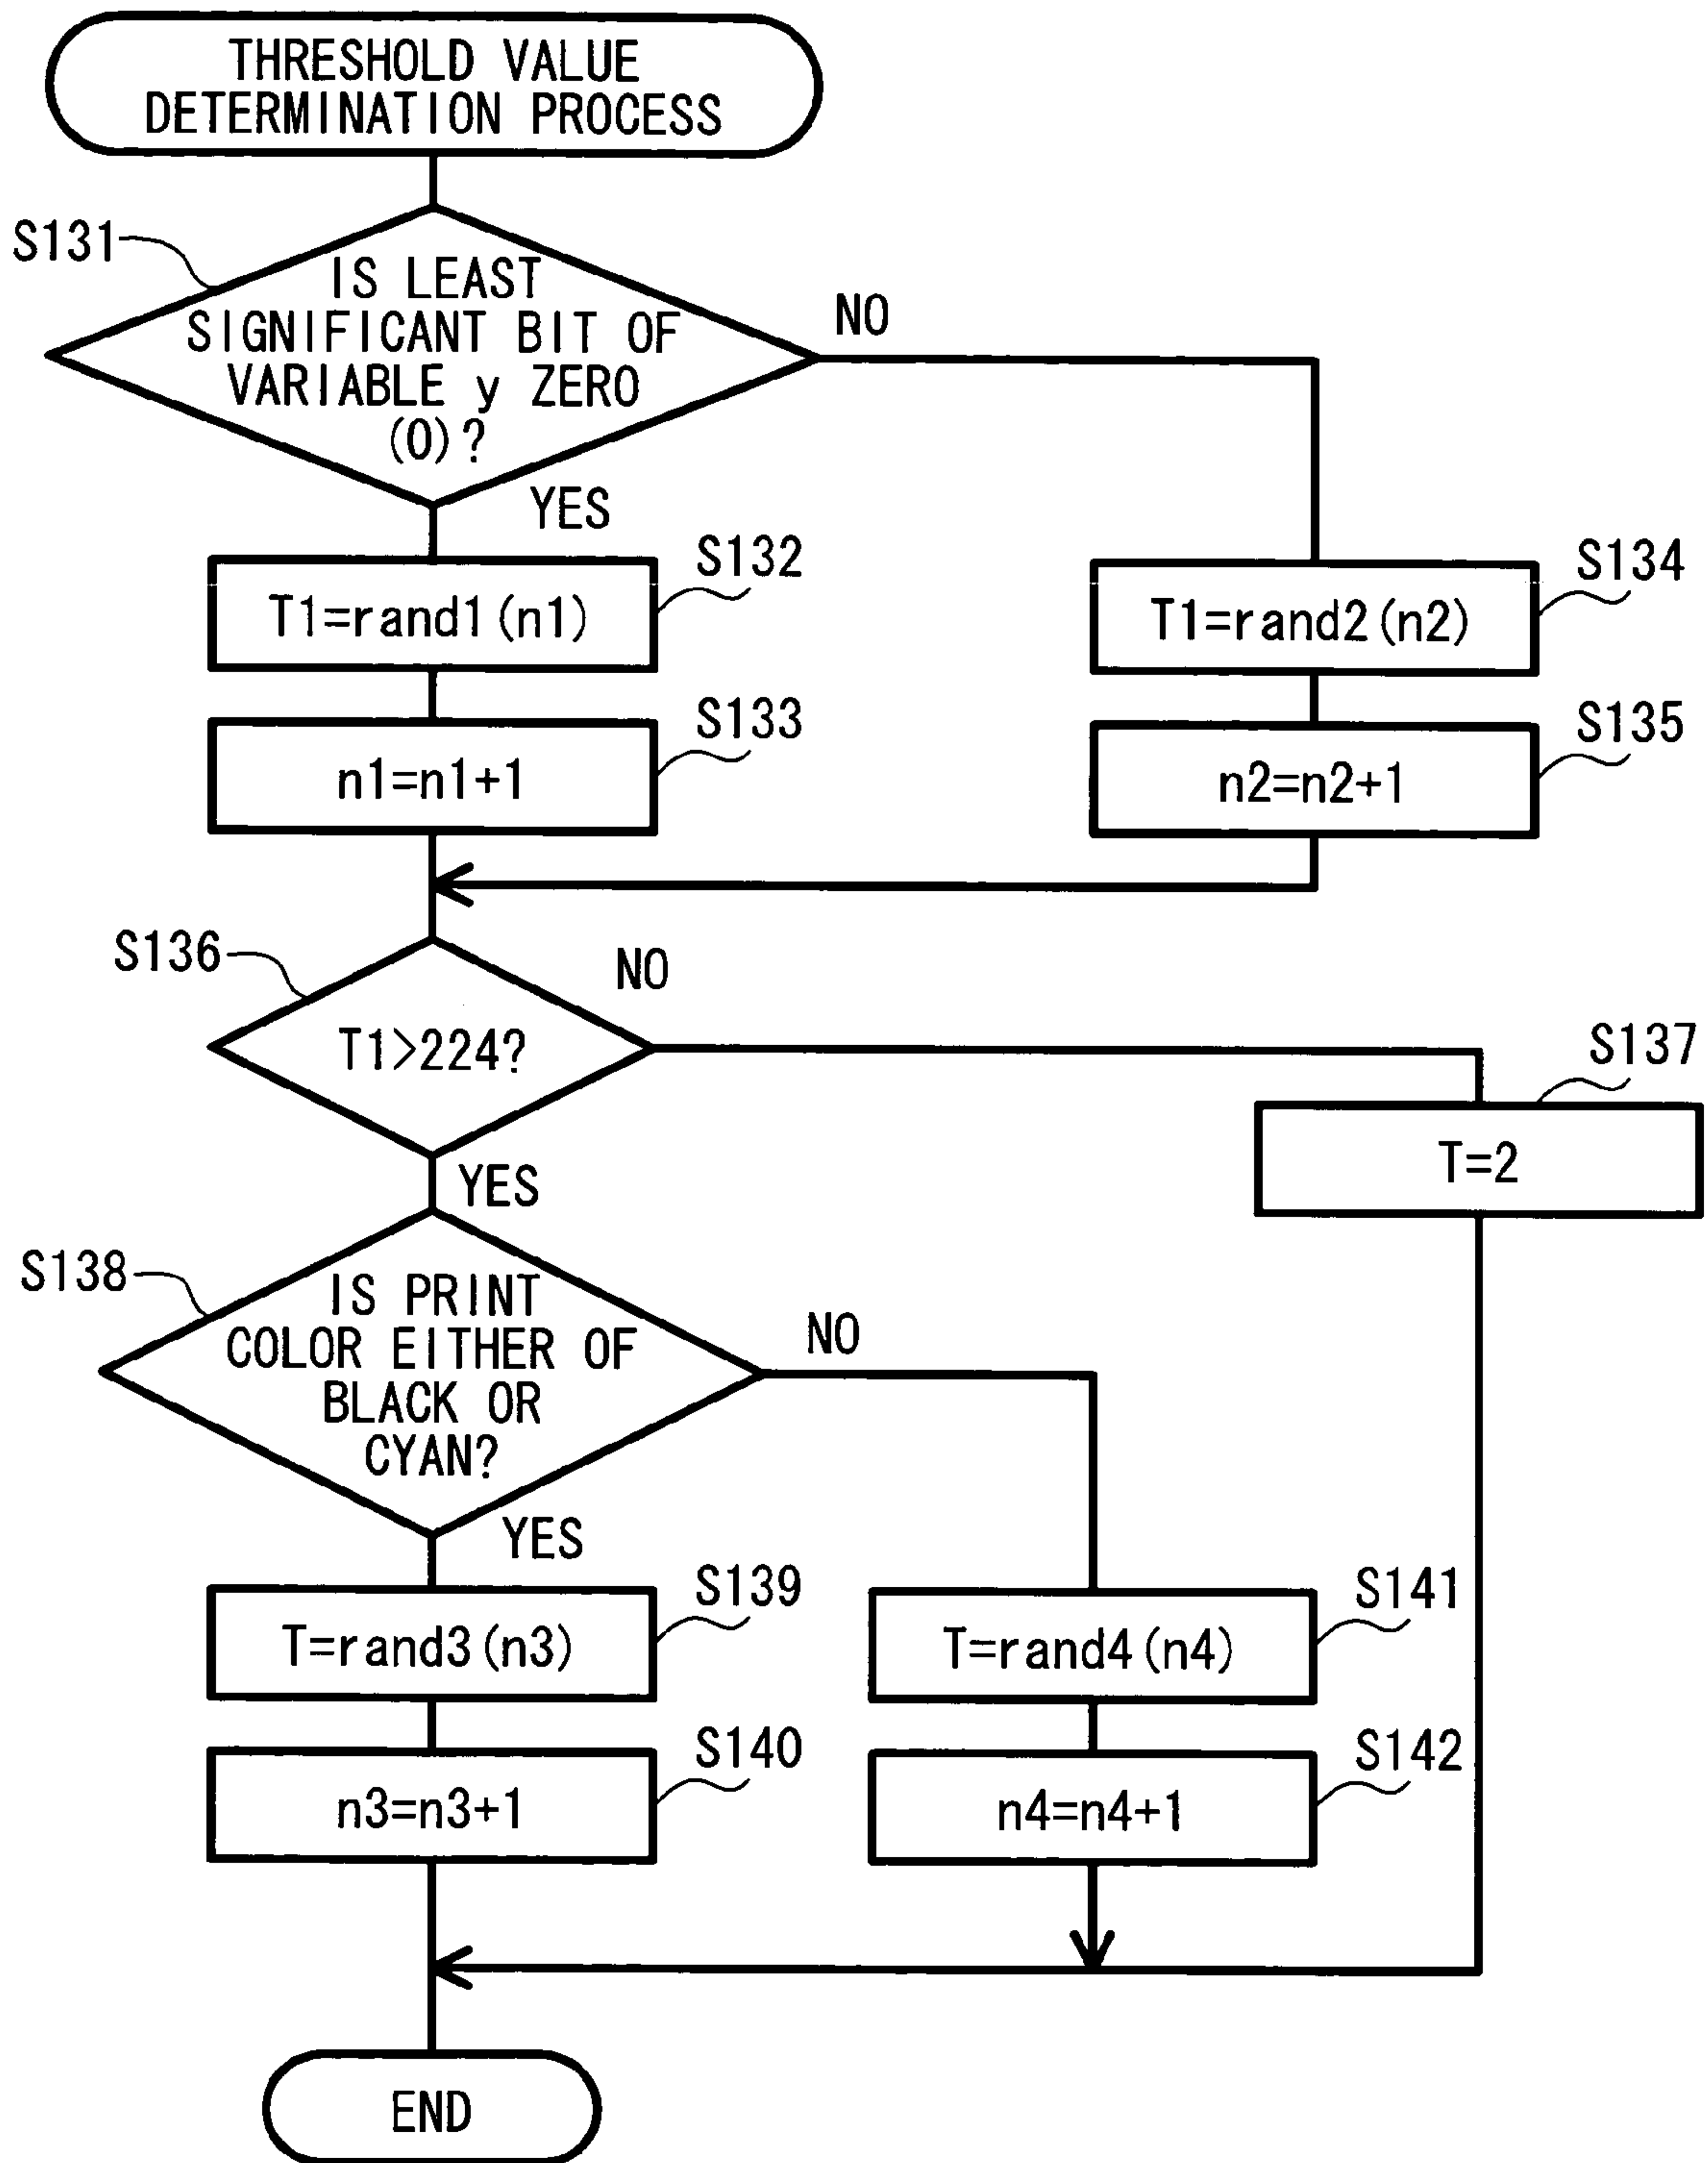 THRESHOLD VALUE
DETERMINATION PROCESS
S131
IS LEAST
SIGNIFICANT BIT OF
VARIABLE y ZERO
(0)?
NO
YES
S132
T1=rand1(n1)
S134
T1=rand2(n2)
S133
n1=n1+1
S135
n2=n2+1
S136
T1>224?
NO
S137
T=2
YES
S138
IS PRINT
COLOR EITHER OF
BLACK OR
CYAN?
NO
YES
S139
T=rand3(n3)
S141
T=rand4(n4)
S140
n3=n3+1
S142
n4=n4+1
END